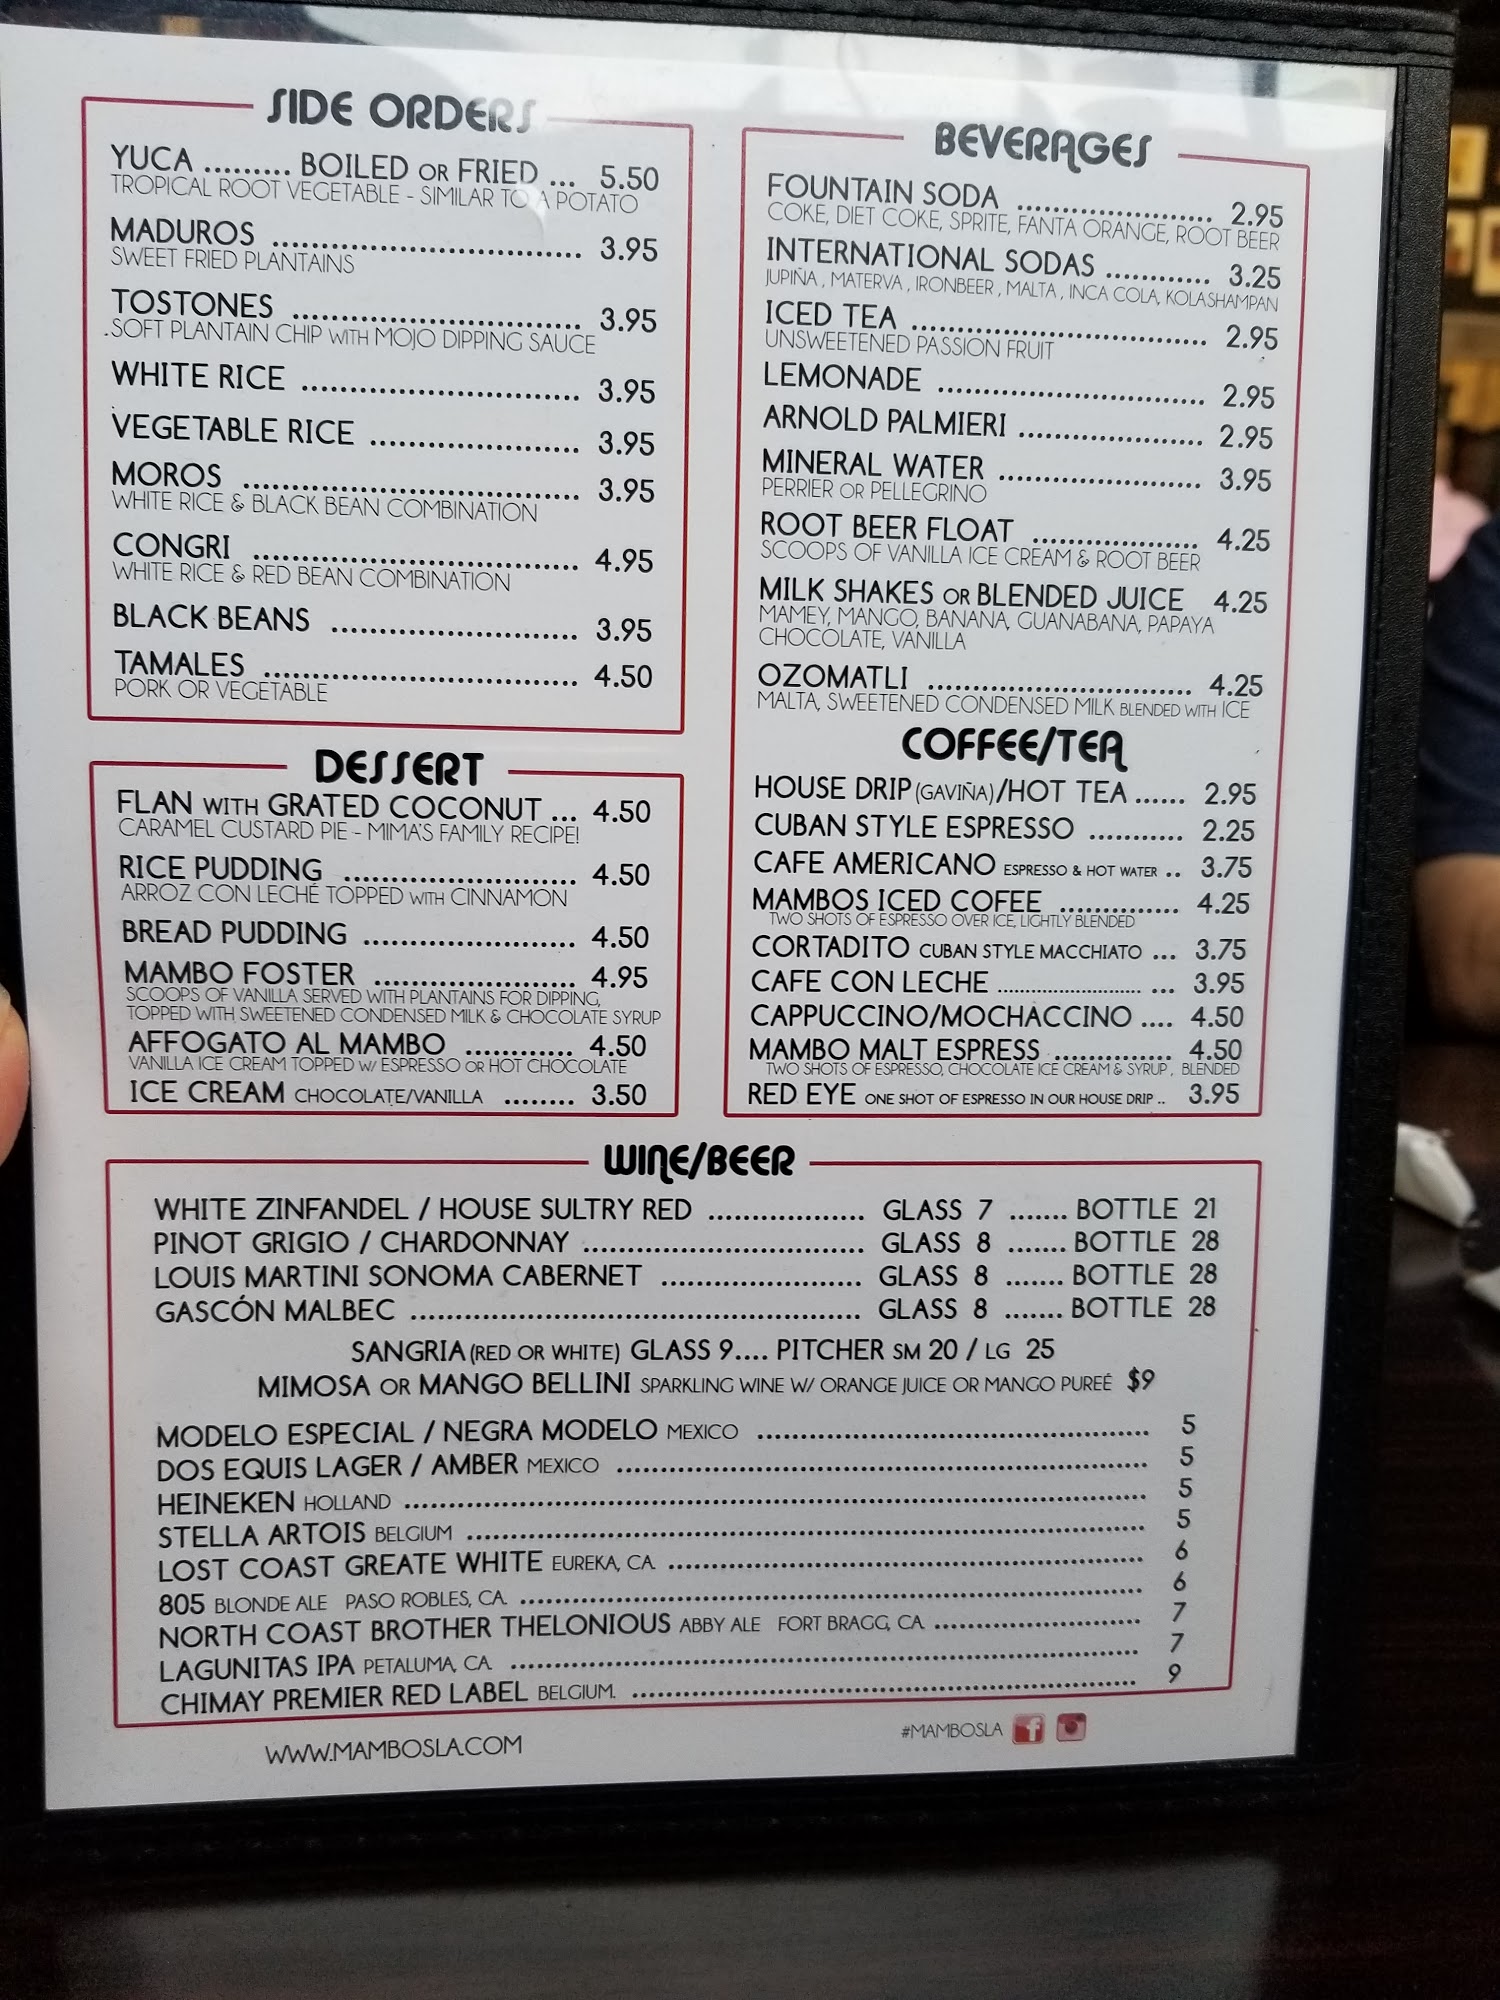 SIDE ORDERS
YUCA ......... BOILED OR FRIED ... 5.50
TROPICAL ROOT VEGETABLE - SIMILAR TO A POTATO
MADUROS ................................. 3.95
SWEET FRIED PLANTAINS
TOSTONES ............................... 3.95
SOFT PLANTAIN CHIP WITH MOJO DIPPING SAUCE
WHITE RICE .............................. 3.95
VEGETABLE RICE ....................... 3.95
MOROS .................................... 3.95
WHITE RICE & BLACK BEAN COMBINATION
CONGRI ................................... 4.95
WHITE RICE & RED BEAN COMBINATION
BLACK BEANS ........................... 3.95
TAMALES .................................. 4.50
PORK OR VEGETABLE
DESSERT
FLAN WITH GRATED COCONUT ... 4.50
CARAMEL CUSTARD PIE - MIMA'S FAMILY RECIPE!
RICE PUDDING ......................... 4.50
ARROZ CON LECHÉ TOPPED WITH CINNAMON
BREAD PUDDING ....................... 4.50
MAMBO FOSTER ...................... 4.95
SCOOPS OF VANILLA SERVED WITH PLANTAINS FOR DIPPING,
TOPPED WITH SWEETENED CONDENSED MILK & CHOCOLATE SYRUP
AFFOGATO AL MAMBO ............ 4.50
VANILLA ICE CREAM TOPPED W/ ESPRESSO OR HOT CHOCOLATE
ICE CREAM CHOCOLATE/VANILLA ........ 3.50
BEVERAGES
FOUNTAIN SODA ...................... 2.95
COKE, DIET COKE, SPRITE, FANTA ORANGE, ROOT BEER
INTERNATIONAL SODAS ............ 3.25
JUPIÑA, MATERVA, IRONBEER, MALTA, INCA COLA, KOLASHAMPAN
ICED TEA ................................ 2.95
UNSWEETENED PASSION FRUIT
LEMONADE ............................. 2.95
ARNOLD PALMIERI .................... 2.95
MINERAL WATER ...................... 3.95
PERRIER OR PELLEGRINO
ROOT BEER FLOAT .................. 4.25
SCOOPS OF VANILLA ICE CREAM & ROOT BEER
MILK SHAKES OR BLENDED JUICE 4.25
MAMEY, MANGO, BANANA, GUANABANA, PAPAYA
CHOCOLATE, VANILLA
OZOMATLI ............................. 4.25
MALTA, SWEETENED CONDENSED MILK BLENDED WITH ICE
COFFEE/TEA
HOUSE DRIP (GAVIÑA)/HOT TEA ...... 2.95
CUBAN STYLE ESPRESSO ........... 2.25
CAFE AMERICANO ESPRESSO & HOT WATER .. 3.75
MAMBOS ICED COFEE .............. 4.25
TWO SHOTS OF ESPRESSO OVER ICE, LIGHTLY BLENDED
CORTADITO CUBAN STYLE MACCHIATO ... 3.75
CAFE CON LECHE ............................ ... 3.95
CAPPUCCINO/MOCHACCINO .... 4.50
MAMBO MALT ESPRESS ............... 4.50
TWO SHOTS OF ESPRESSO, CHOCOLATE ICE CREAM & SYRUP, BLENDED
RED EYE ONE SHOT OF ESPRESSO IN OUR HOUSE DRIP .. 3.95
WINE/BEER
WHITE ZINFANDEL / HOUSE SULTRY RED .................. GLASS 7 ....... BOTTLE 21
PINOT GRIGIO / CHARDONNAY ................................ GLASS 8 ....... BOTTLE 28
LOUIS MARTINI SONOMA CABERNET ....................... GLASS 8 ....... BOTTLE 28
GASCÓN MALBEC .................................................... GLASS 8 ....... BOTTLE 28
SANGRIA (RED OR WHITE) GLASS 9.... PITCHER SM 20 / LG 25
MIMOSA OR MANGO BELLINI SPARKLING WINE W/ ORANGE JUICE OR MANGO PUREÉ $9
MODELO ESPECIAL / NEGRA MODELO MEXICO ............................................. 5
DOS EQUIS LAGER / AMBER MEXICO ............................................................. 5
HEINEKEN HOLLAND ...................................................................................... 5
STELLA ARTOIS BELGIUM .............................................................................. 5
LOST COAST GREATE WHITE EUREKA, CA. ...................................................... 6
805 BLONDE ALE PASO ROBLES, CA. ........................................................................ 6
NORTH COAST BROTHER THELONIOUS ABBY ALE FORT BRAGG, CA ........................ 7
LAGUNITAS IPA PETALUMA, CA. ........................................................................ 7
CHIMAY PREMIER RED LABEL BELGIUM. .......................................................... 9
WWW.MAMBOSLA.COM
#MAMBOSLA